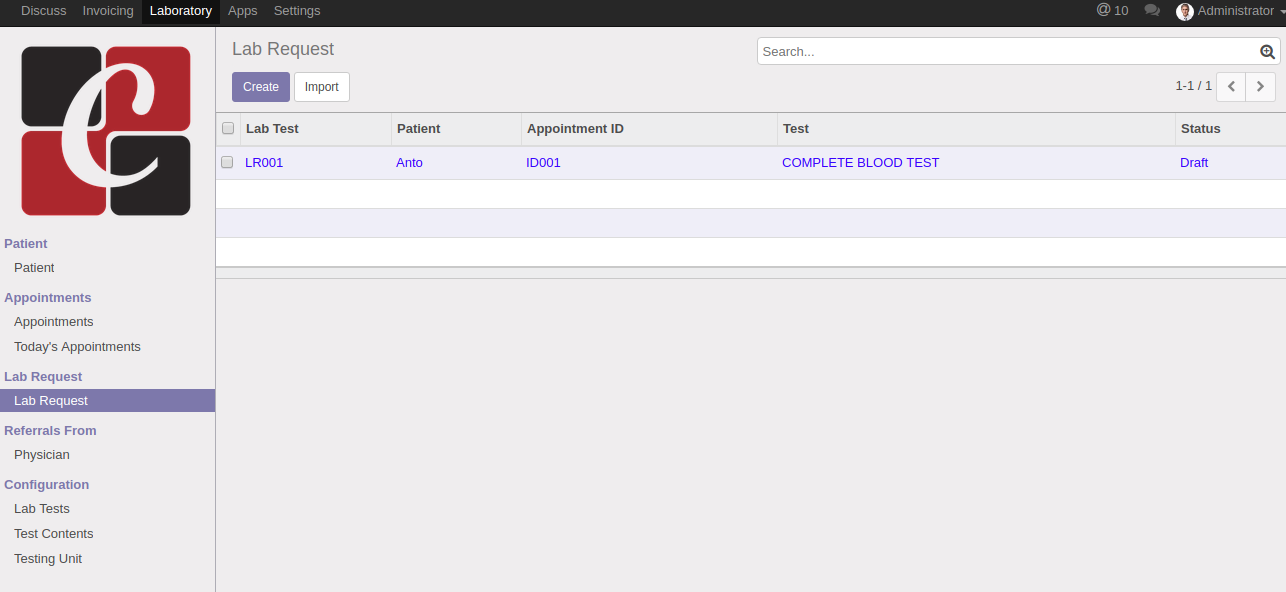 Discuss Invoicing Laboratory Apps Settings @ 10 Administrator
C
Lab Request
Search...
Create Import
1-1 / 1
Lab Test Patient Appointment ID Test Status
LR001 Anto ID001 COMPLETE BLOOD TEST Draft
Patient
Patient
Appointments
Appointments
Today's Appointments
Lab Request
Lab Request
Referrals From
Physician
Configuration
Lab Tests
Test Contents
Testing Unit